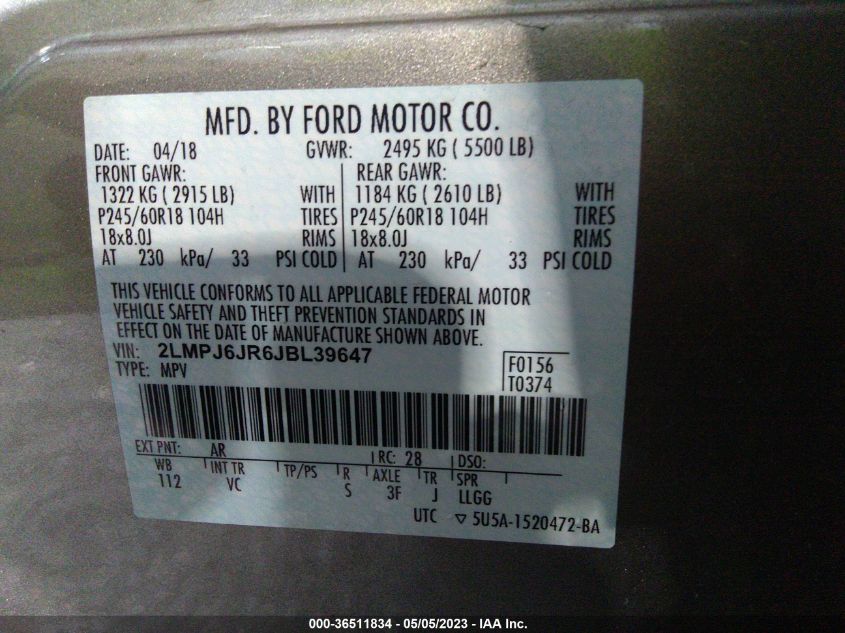 MFD. BY FORD MOTOR CO.
DATE: 04/18 GVWR: 2495 KG ( 5500 LB)
FRONT GAWR: REAR GAWR:
1322 KG ( 2915 LB) WITH 1184 KG ( 2610 LB) WITH
P245/60R18 104H TIRES P245/60R18 104H TIRES
18x8.0J RIMS 18x8.0J RIMS
AT 230 kPa/ 33 PSI COLD AT 230 kPa/ 33 PSI COLD
THIS VEHICLE CONFORMS TO ALL APPLICABLE FEDERAL MOTOR
VEHICLE SAFETY AND THEFT PREVENTION STANDARDS IN
EFFECT ON THE DATE OF MANUFACTURE SHOWN ABOVE.
VIN: 2LMPJ6JR6JBL39647
TYPE: MPV
F0156
T0374
EXT PNT: AR RC: 28 DSO:
WB INT TR TP/PS R AXLE TR SPR
112 VC S 3F J LLGG
UTC ▽ 5U5A-1520472-BA
000-36511834 - 05/05/2023 - IAA Inc.